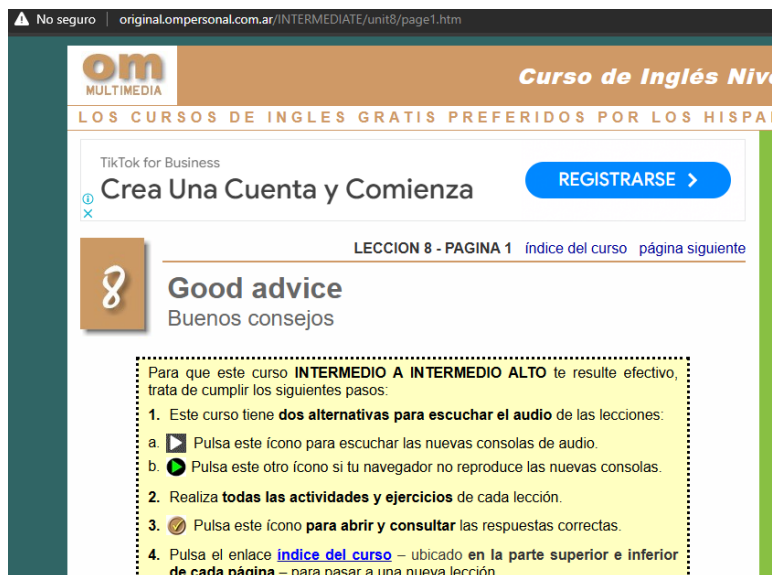 No seguro original.ompersonal.com.ar/INTERMEDIATE/unit8/page1.htm
om
MULTIMEDIA
Curso de Inglés Niv
LOS CURSOS DE INGLES GRATIS PREFERIDOS POR LOS HISPA
TikTok for Business
Crea Una Cuenta y Comienza
REGISTRARSE
LECCION 8 - PAGINA 1 índice del curso página siguiente
8
Good advice
Buenos consejos
Para que este curso INTERMEDIO A INTERMEDIO ALTO te resulte efectivo,
trata de cumplir los siguientes pasos:
1. Este curso tiene dos alternativas para escuchar el audio de las lecciones:
a. Pulsa este ícono para escuchar las nuevas consolas de audio.
b. Pulsa este otro ícono si tu navegador no reproduce las nuevas consolas.
2. Realiza todas las actividades y ejercicios de cada lección.
3. Pulsa este ícono para abrir y consultar las respuestas correctas.
4. Pulsa el enlace índice del curso – ubicado en la parte superior e inferior
de cada página – para pasar a una nueva lección